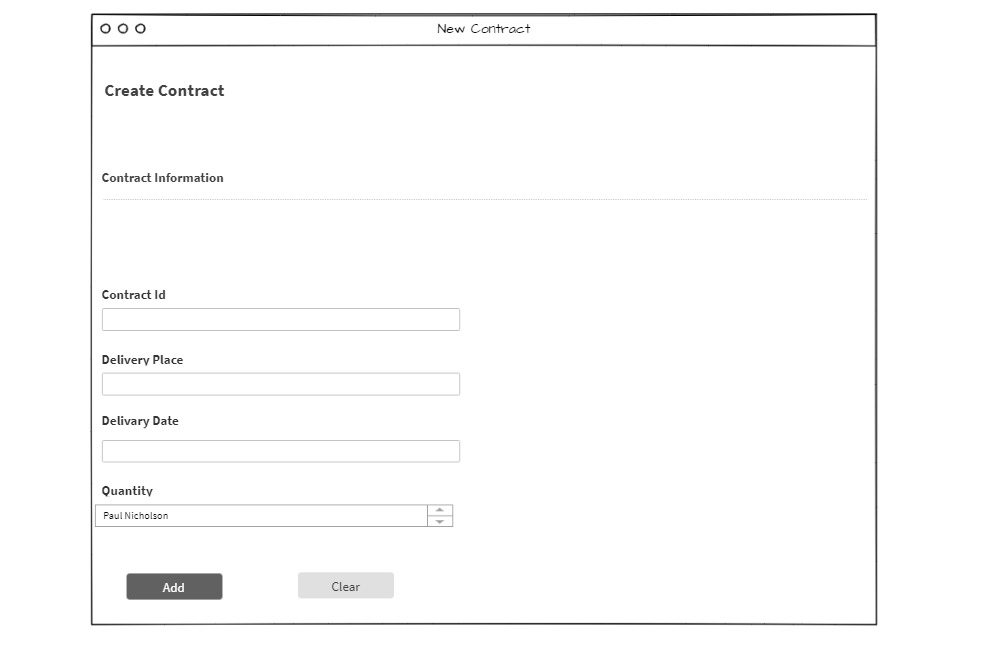 New Contract
Create Contract
Contract Information
Contract Id
Delivery Place
Delivary Date
Quantity
Paul Nicholson
Add
Clear